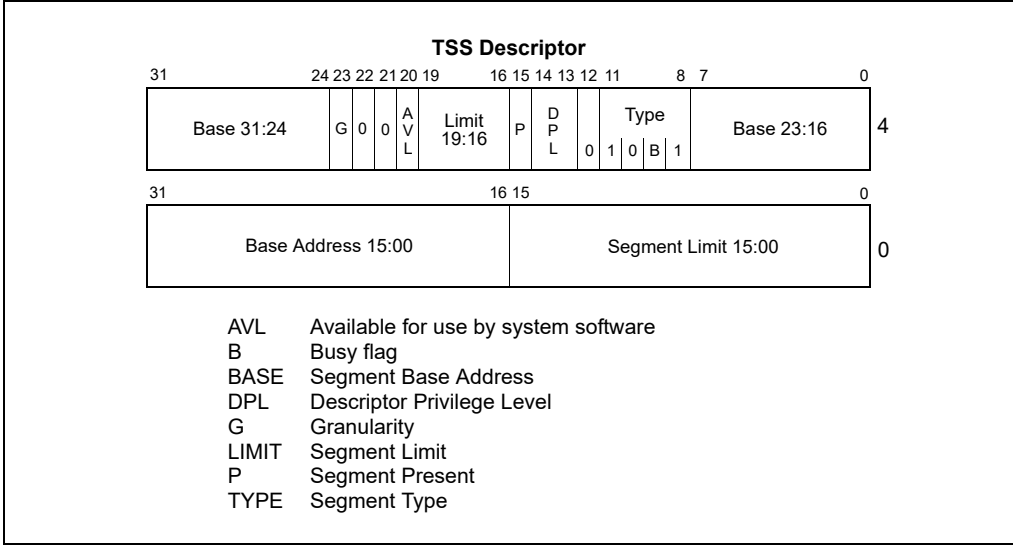 TSS Descriptor
31 24 23 22 21 20 19 16 15 14 13 12 11 8 7 0
Base 31:24 G 0 0 AVL Limit 19:16 P DPL 0 Type 1 0 B 1 Base 23:16 4
31 16 15 0
Base Address 15:00 Segment Limit 15:00 0
AVL Available for use by system software
B Busy flag
BASE Segment Base Address
DPL Descriptor Privilege Level
G Granularity
LIMIT Segment Limit
P Segment Present
TYPE Segment Type